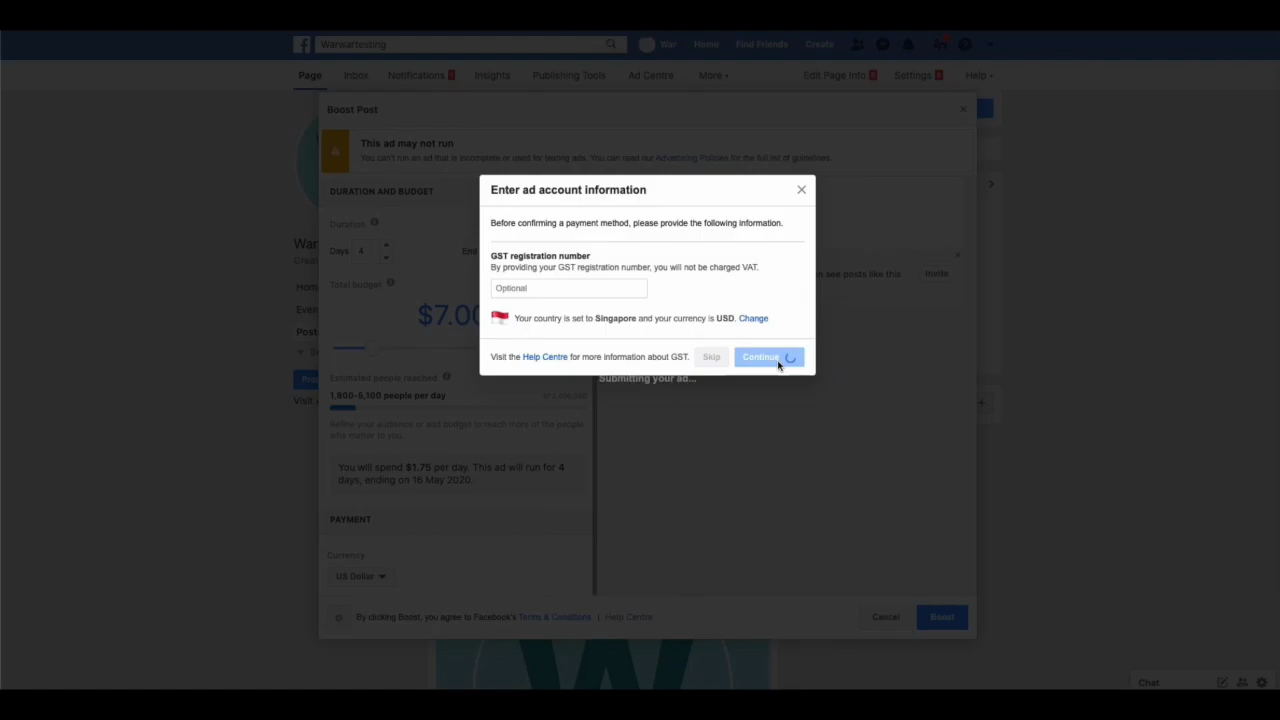 Warwartesting
War Home Find Friends Create
Page Inbox Notifications Insights Publishing Tools Ad Centre More Edit Page Info Settings Help
Boost Post
This ad may not run
You can't run an ad that is incomplete or used for testing ads. You can read our Advertising Policies for the full list of guidelines.
DURATION AND BUDGET
Enter ad account information
Before confirming a payment method, please provide the following information.
GST registration number
By providing your GST registration number, you will not be charged VAT.
Optional
Your country is set to Singapore and your currency is USD. Change
Visit the Help Centre for more information about GST. Skip Continue
Duration
Days 4
Total budget
$7.00
en see posts like this Invite
Submitting your ad...
Estimated people reached
1,800-5,100 people per day
Refine your audience or add budget to reach more of the people who matter to you.
You will spend $1.75 per day. This ad will run for 4
days, ending on 16 May 2020.
PAYMENT
Currency
US Dollar
By clicking Boost, you agree to Facebook's Terms & Conditions | Help Centre
Cancel Boost
Chat